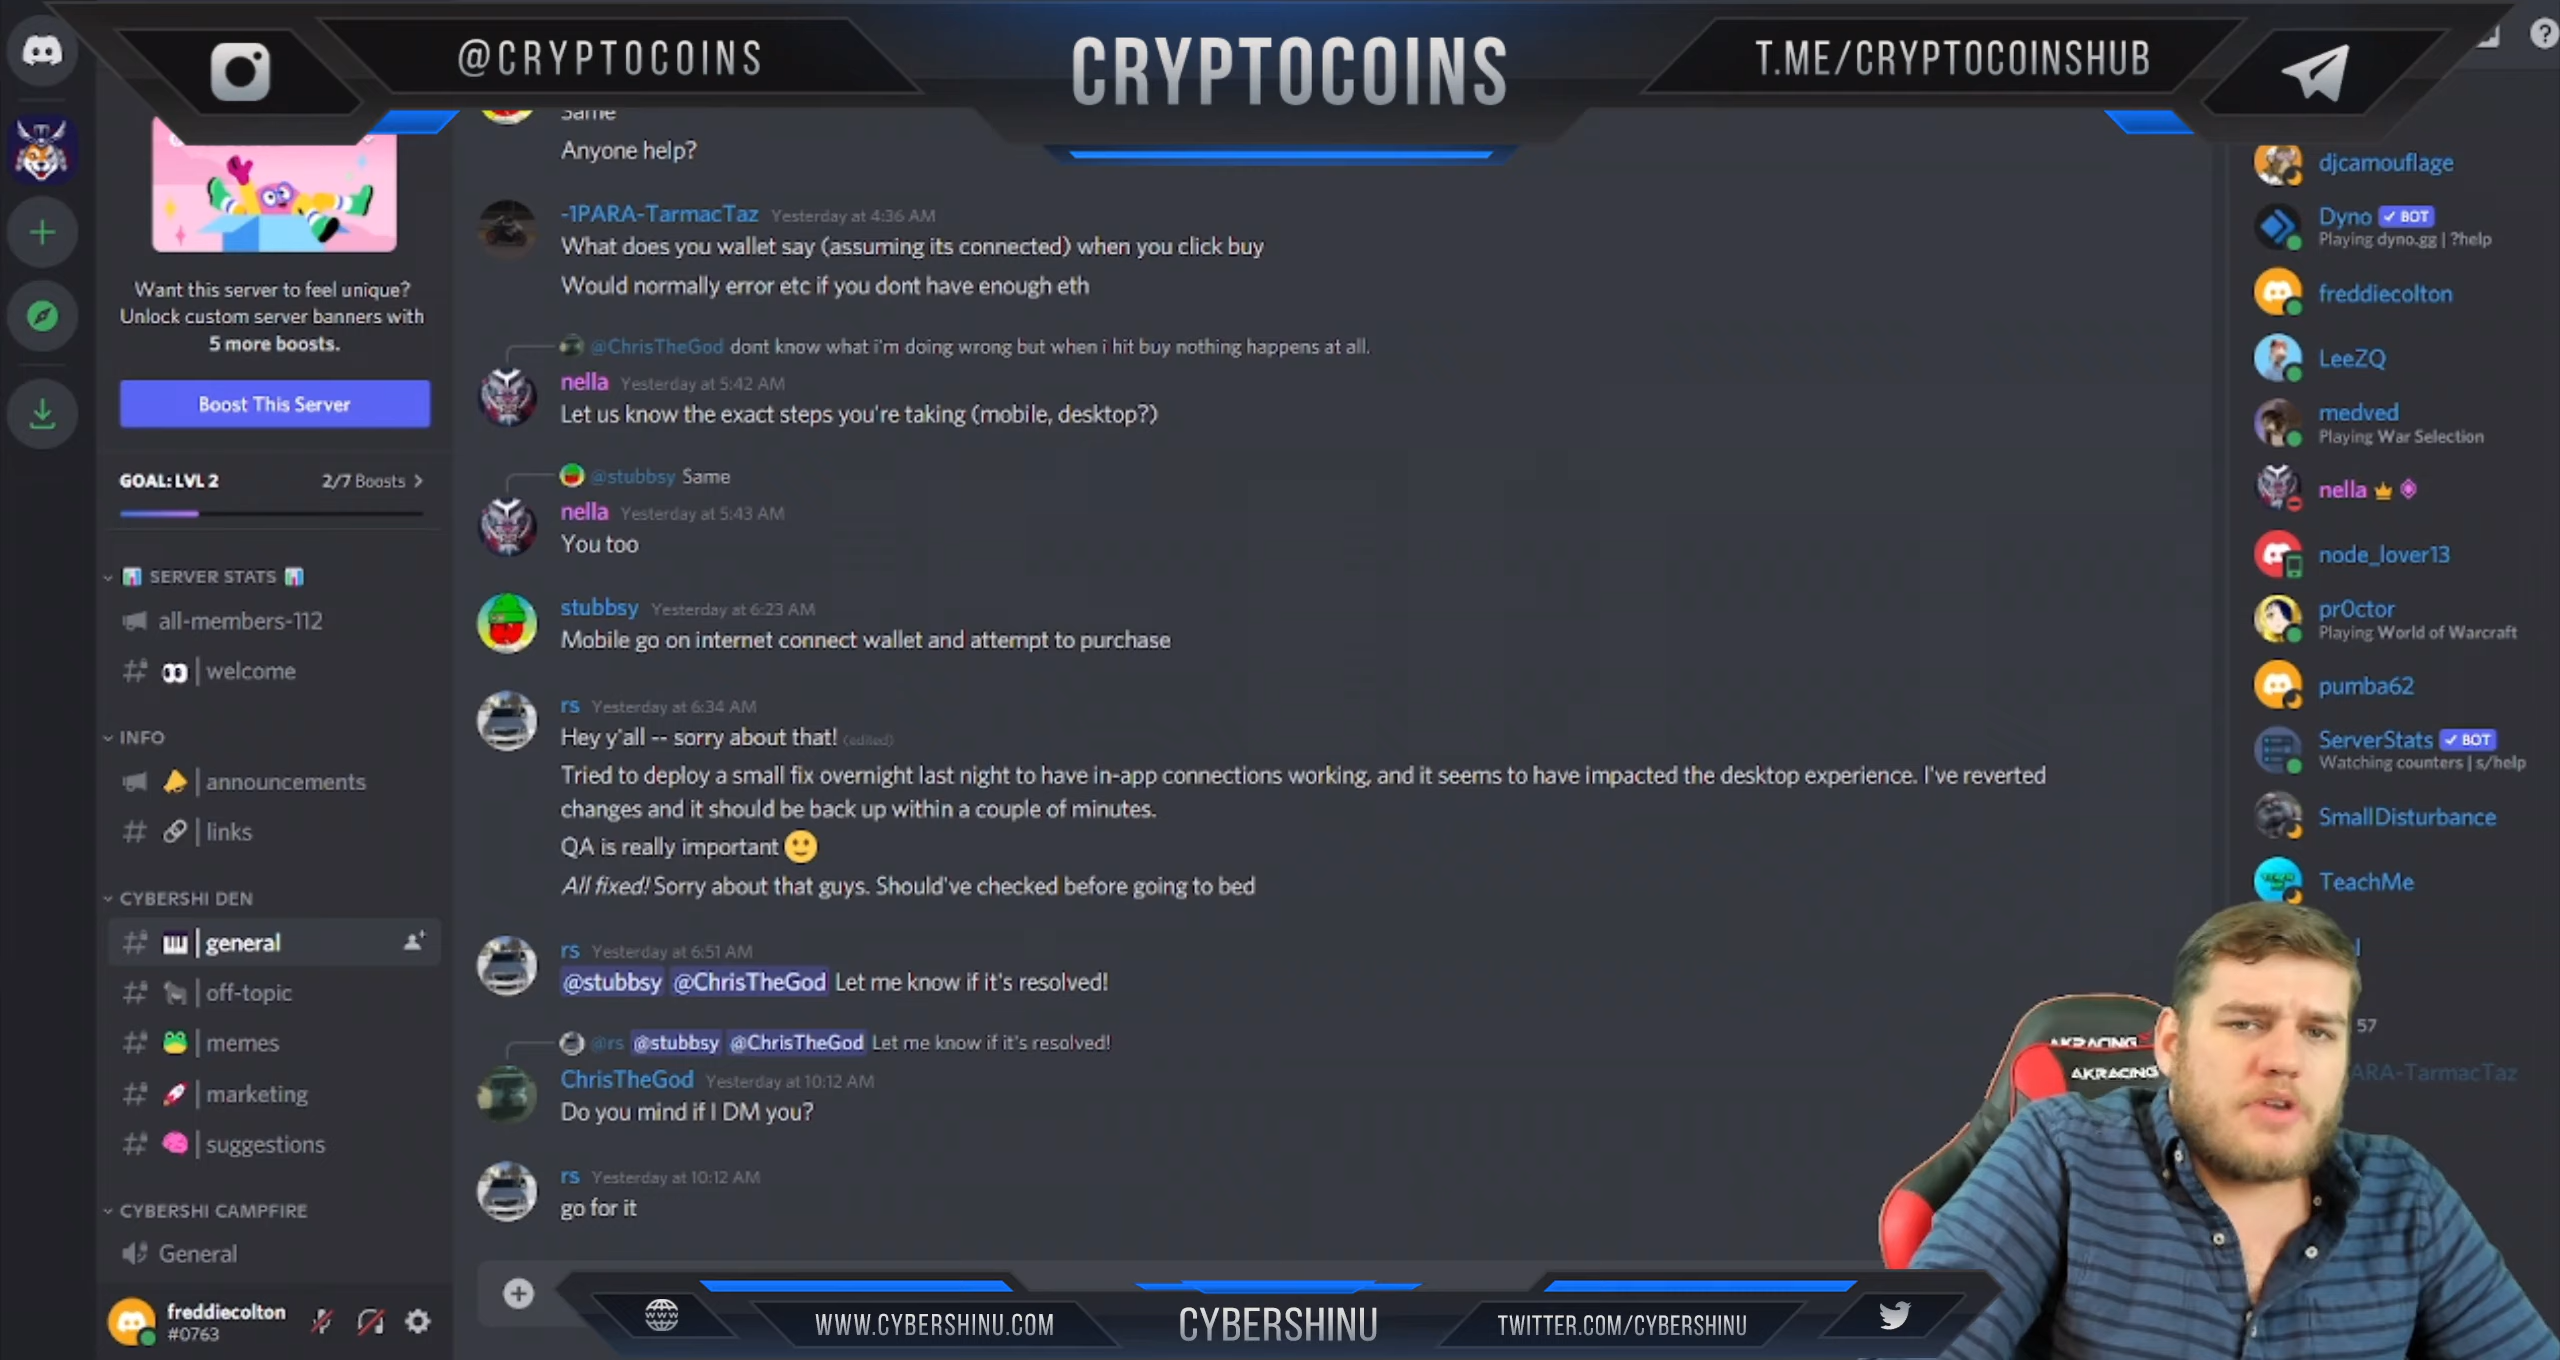 @CRYPTOCOINS
CRYPTOCOINS
T.ME/CRYPTOCOINSHUB
Want this server to feel unique?
Unlock custom server banners with
5 more boosts.
Boost This Server
GOAL: LVL 2 2/7 Boosts
SERVER STATS
all-members-112
welcome
INFO
announcements
links
CYBERSHI DEN
general
off-topic
memes
marketing
suggestions
CYBERSHI CAMPFIRE
General
freddiecolton
#0763
Same
Anyone help?
-1PARA-TarmacTaz Yesterday at 4:36 AM
What does you wallet say (assuming its connected) when you click buy
Would normally error etc if you dont have enough eth
@ChrisTheGod dont know what i'm doing wrong but when i hit buy nothing happens at all.
nella Yesterday at 5:42 AM
Let us know the exact steps you're taking (mobile, desktop?)
@stubbsy Same
nella Yesterday at 5:43 AM
You too
stubbsy Yesterday at 6:23 AM
Mobile go on internet connect wallet and attempt to purchase
rs Yesterday at 6:34 AM
Hey y'all -- sorry about that! (edited)
Tried to deploy a small fix overnight last night to have in-app connections working, and it seems to have impacted the desktop experience. I've reverted
changes and it should be back up within a couple of minutes.
QA is really important 🙂
All fixed! Sorry about that guys. Should've checked before going to bed
rs Yesterday at 6:51 AM
@stubbsy @ChrisTheGod Let me know if it's resolved!
@rs @stubbsy @ChrisTheGod Let me know if it's resolved!
ChrisTheGod Yesterday at 10:12 AM
Do you mind if I DM you?
rs Yesterday at 10:12 AM
go for it
djcamouflage
Dyno BOT
Playing dyno.gg | ?help
freddiecolton
LeeZQ
medved
Playing War Selection
nella
node_lover13
pr0ctor
Playing World of Warcraft
pumba62
ServerStats BOT
Watching counters | s/help
SmallDisturbance
TeachMe
57
ARA-TarmacTaz
AKRACING
AKRACING
WWW.CYBERSHINU.COM
CYBERSHINU
TWITTER.COM/CYBERSHINU